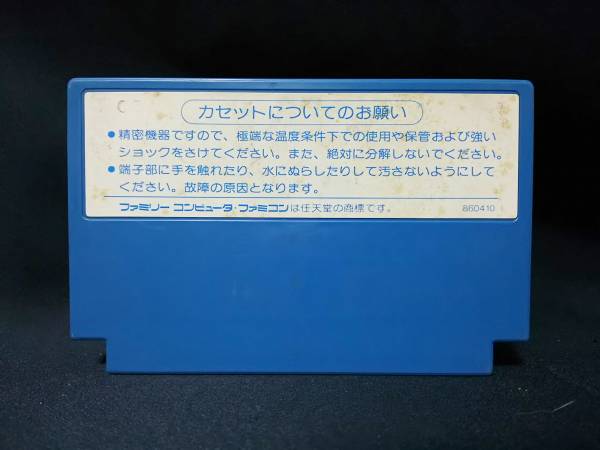 カセットについてのお願い
●精密機器ですので、極端な温度条件下での使用や保管および強い
ショックをさけてください。また、絶対に分解しないでください。
●端子部に手を触れたり、水にぬらしたりして汚さないようにして
ください。故障の原因となります。
ファミリー コンピュータ・ファミコンは任天堂の商標です。 860410